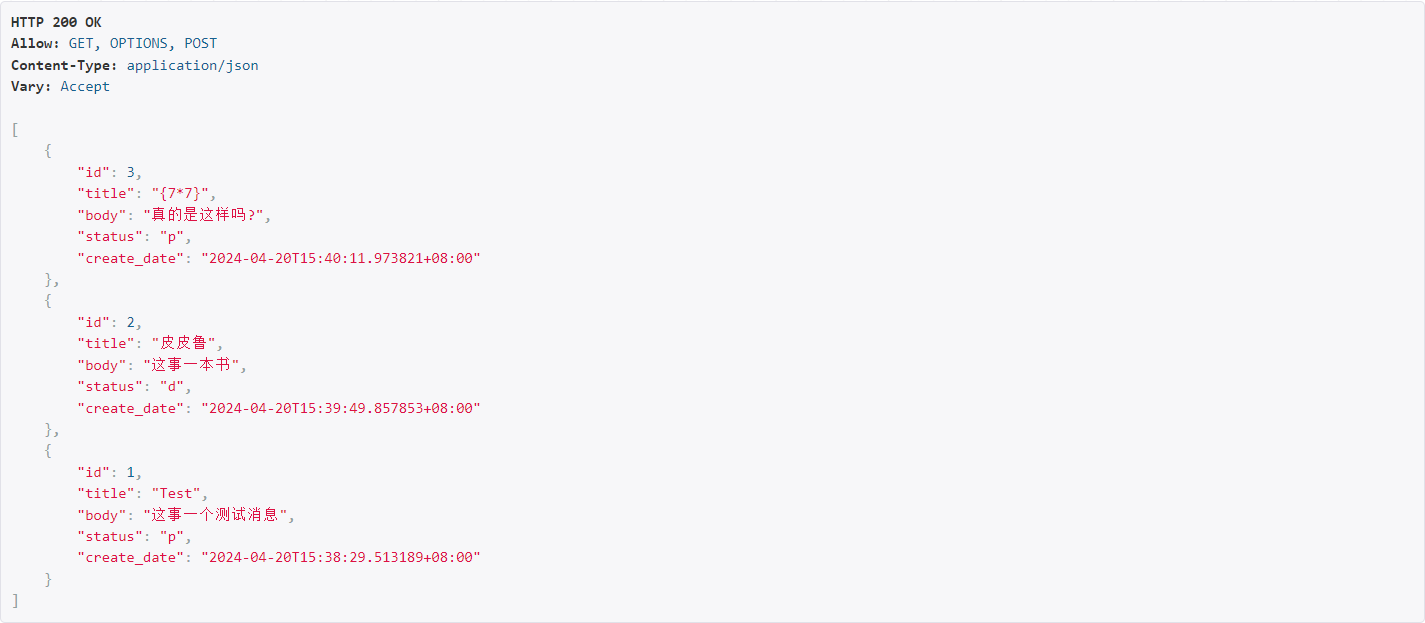 HTTP 200 OK
Allow: GET, OPTIONS, POST
Content-Type: application/json
Vary: Accept
[
{
"id": 3,
"title": "{7*7}",
"body": "真的是这样吗?",
"status": "p",
"create_date": "2024-04-20T15:40:11.973821+08:00"
},
{
"id": 2,
"title": "皮皮鲁",
"body": "这事一本书",
"status": "d",
"create_date": "2024-04-20T15:39:49.857853+08:00"
},
{
"id": 1,
"title": "Test",
"body": "这事一个测试消息",
"status": "p",
"create_date": "2024-04-20T15:38:29.513189+08:00"
}
]